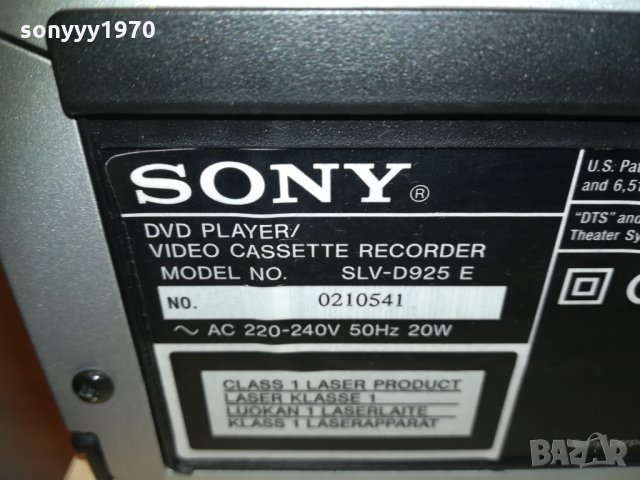 sonyyy1970
SONY®
DVD PLAYER/
VIDEO CASSETTE RECORDER
MODEL NO. SLV-D925 E
NO. 0210541
~ AC 220-240V 50Hz 20W
CLASS 1 LASER PRODUCT
LASER KLASSE 1
LUOKAN 1 LASERLAITE
KLASS 1 LASERAPPARAT
U.S. Pat
and 6,51
"DTS" and
Theater Sy
BAZAR